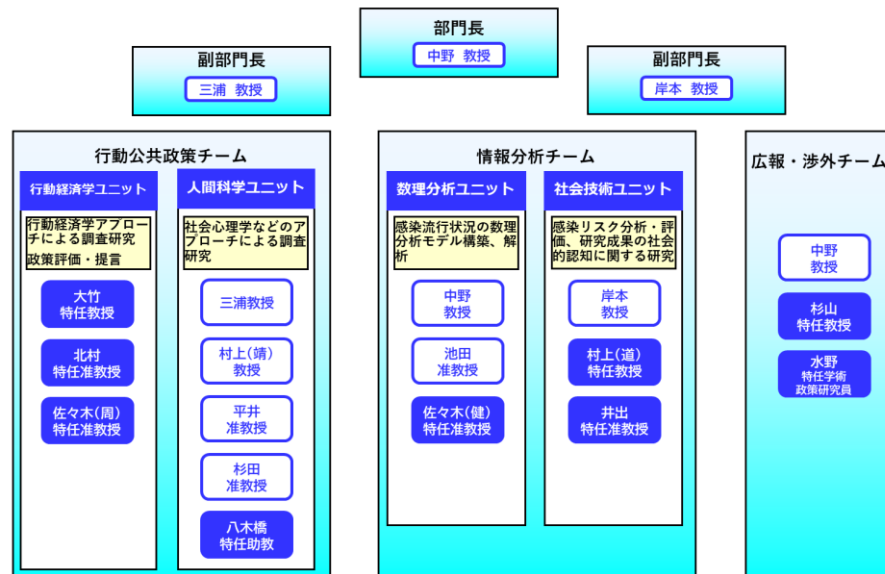 部門長
中野 教授
副部門長
三浦 教授
副部門長
岸本 教授
行動公共政策チーム
行動経済学ユニット
行動経済学アプロー
チによる調査研究
政策評価・提言
大竹
特任教授
北村
特任准教授
佐々木(周)
特任准教授
人間科学ユニット
社会心理学などのア
プローチによる調査
研究
三浦教授
村上(靖)
教授
平井
准教授
杉田
准教授
八木橋
特任助教
情報分析チーム
数理分析ユニット
感染流行状況の数理
分析モデル構築、解
析
中野
教授
池田
准教授
佐々木(健)
特任准教授
社会技術ユニット
感染リスク分析・評
価、研究成果の社会
的認知に関する研究
岸本
教授
村上(道)
特任教授
井出
特任准教授
広報・渉外チーム
中野
教授
杉山
特任教授
水野
特任学術
政策研究員